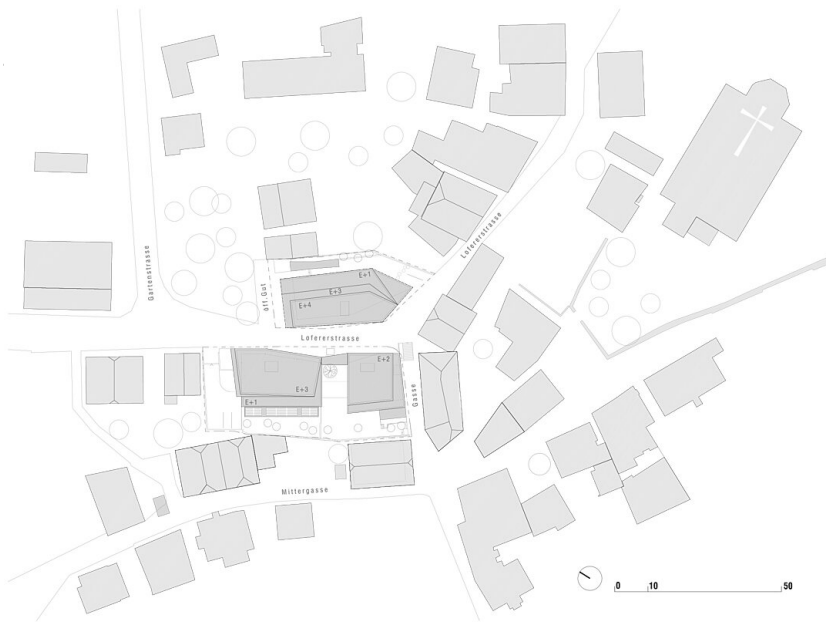 Lofererstrasse
Gartenstrasse
öff.Gut
E+1
E+3
E+4
Lofererstrasse
E+2
E+3
E+1
Gasse
Mittergasse
0 10 50